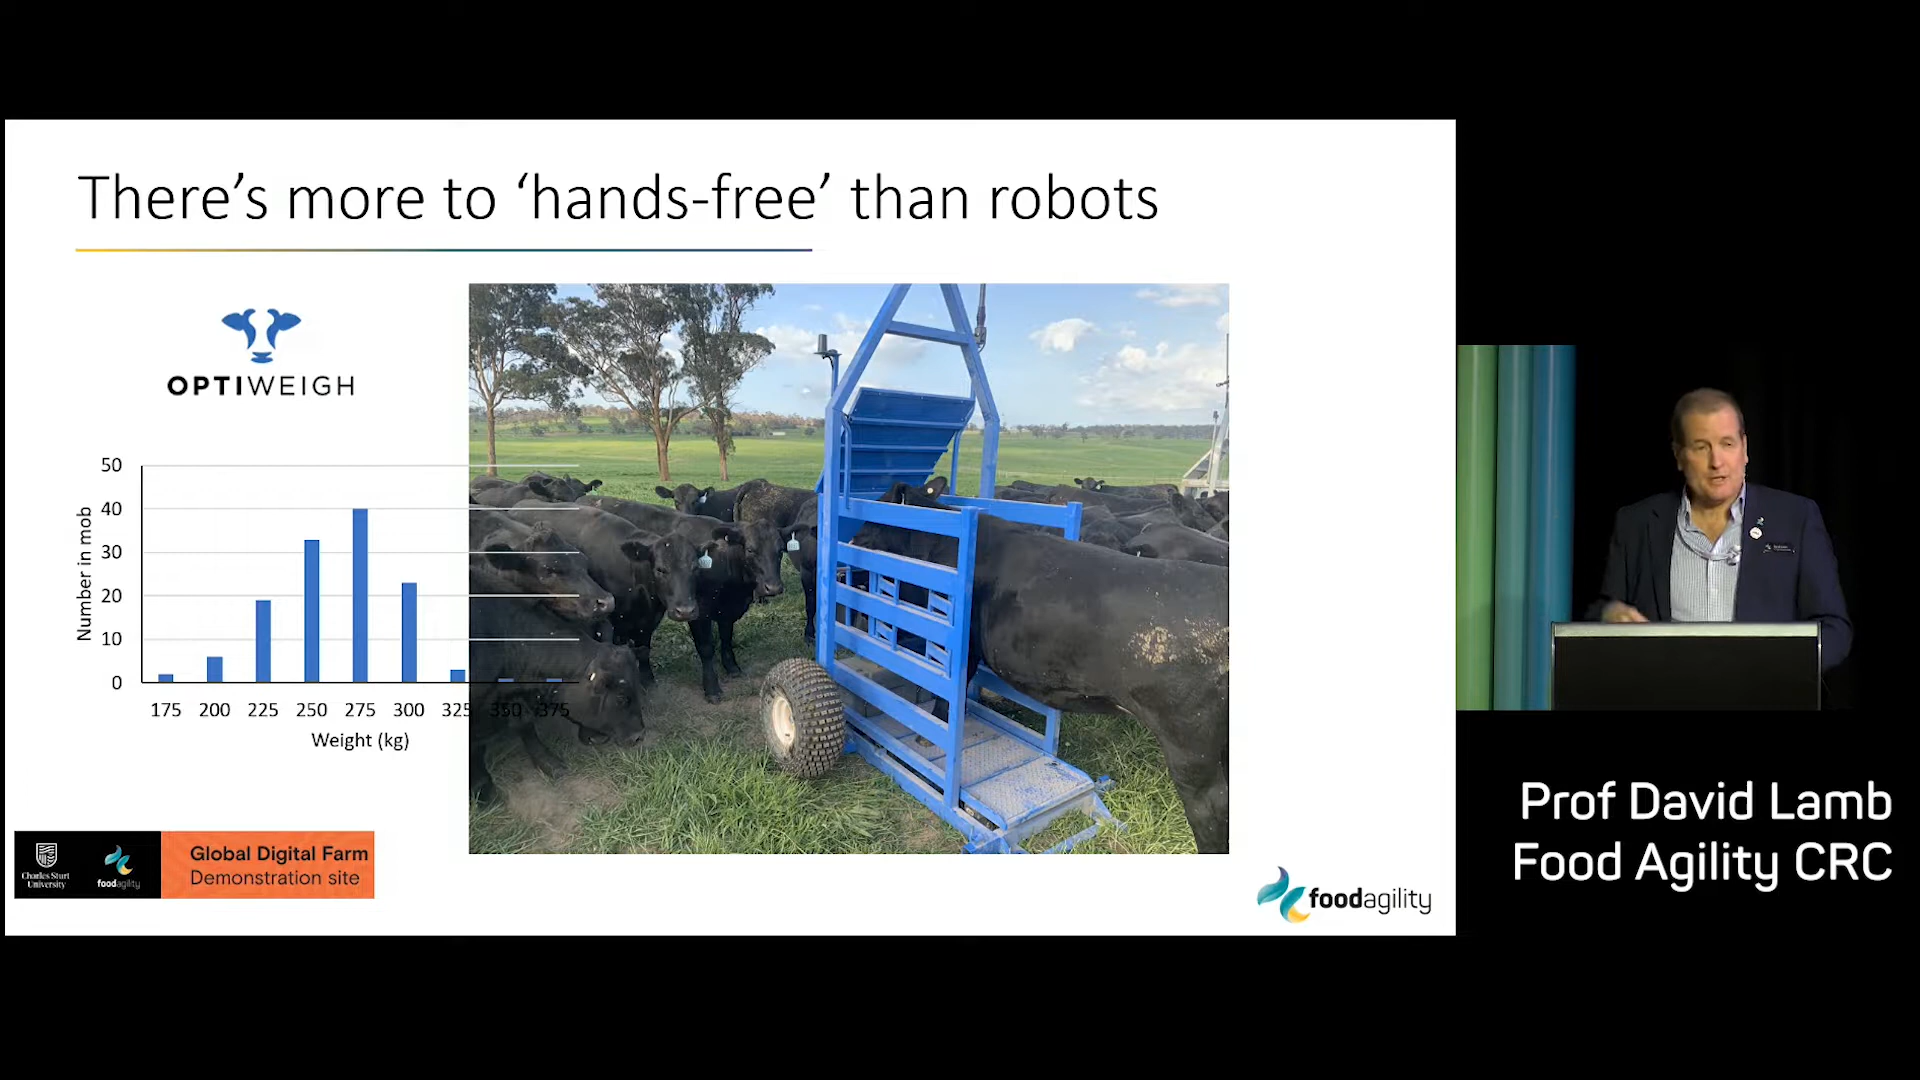 There's more to ‘hands-free’ than robots
OPTIWEIGH
50
40
30
20
10
0
Number in mob
175 200 225 250 275 300 325 350 375
Weight (kg)
Charles Sturt
University
foodagility
Global Digital Farm
Demonstration site
foodagility
Prof David Lamb
Food Agility CRC